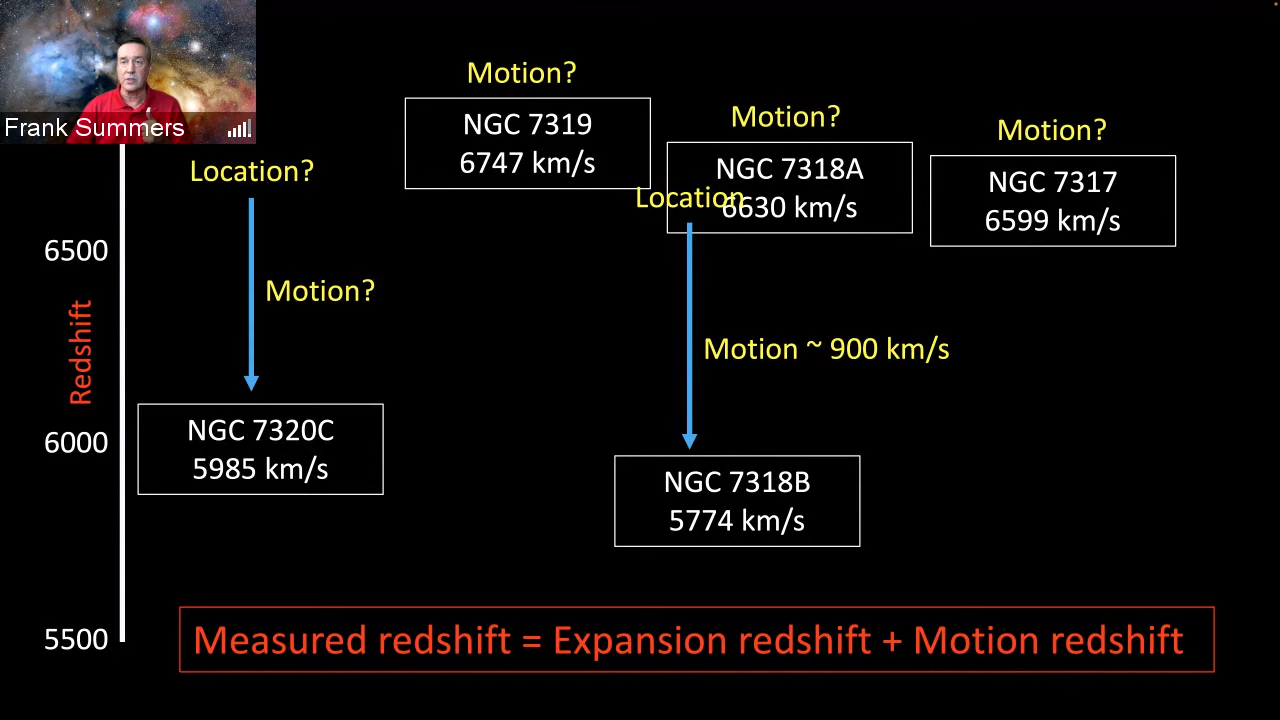 Frank Summers
Motion?
NGC 7319
6747 km/s
Motion?
NGC 7318A
6630 km/s
Motion?
NGC 7317
6599 km/s
Location?
Location
6500
Motion?
Redshift
Motion ~ 900 km/s
6000
NGC 7320C
5985 km/s
NGC 7318B
5774 km/s
5500
Measured redshift = Expansion redshift + Motion redshift